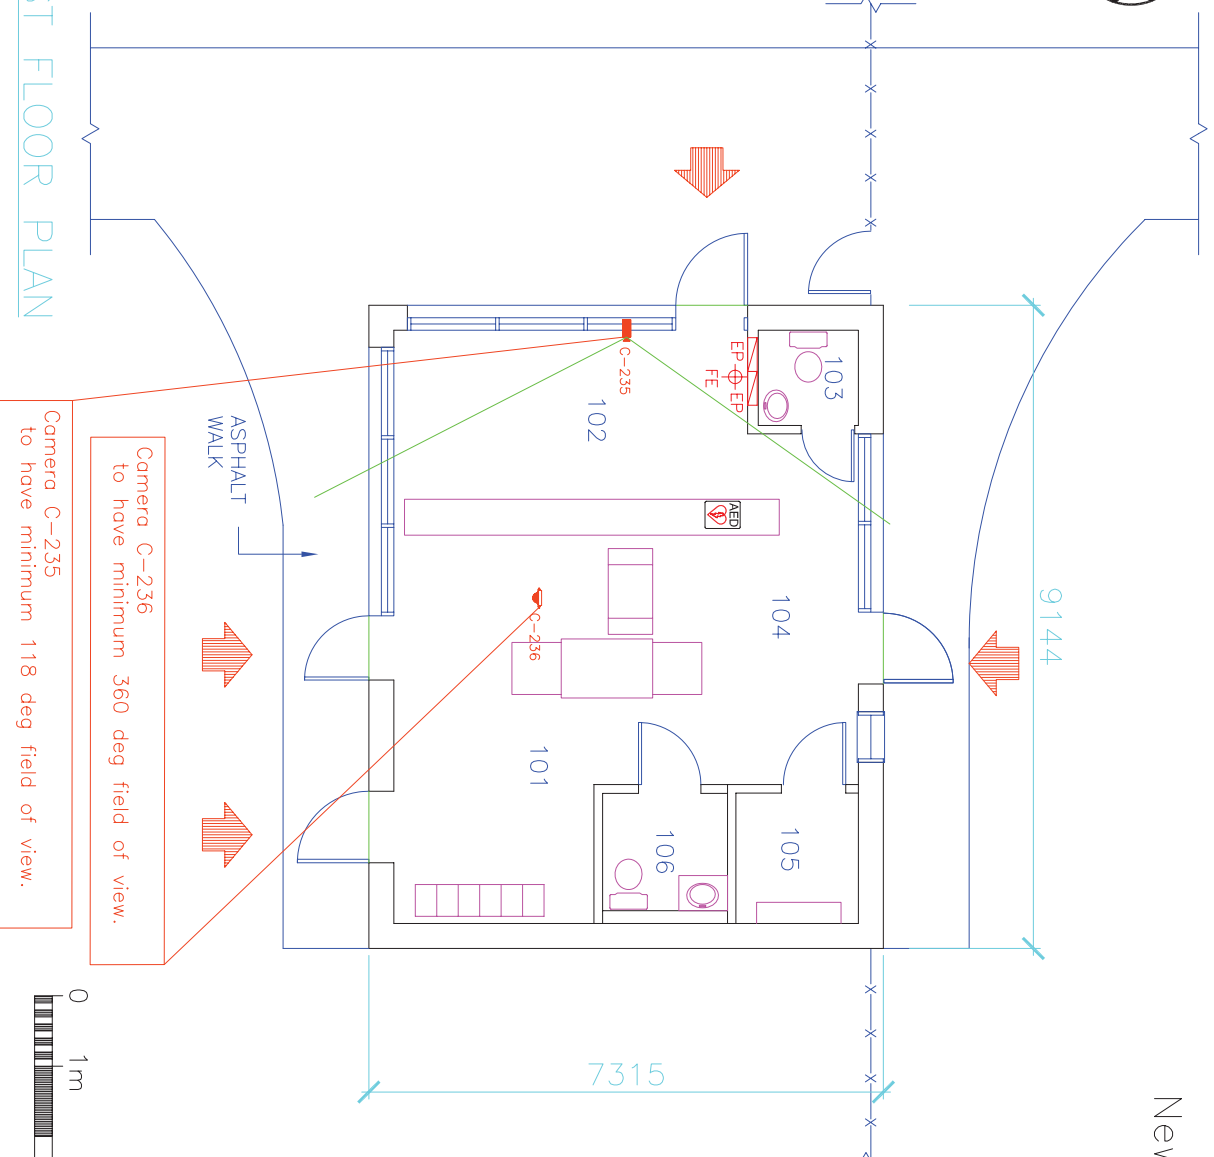 ST FLOOR PLAN
New
9144
7315
103
102
104
101
105
106
C-235
C-236
EP
FE
EP
AED
ASPHALT
WALK
Camera C-236
to have minimum 360 deg field of view.
Camera C-235
to have minimum 118 deg field of view.
0
1m